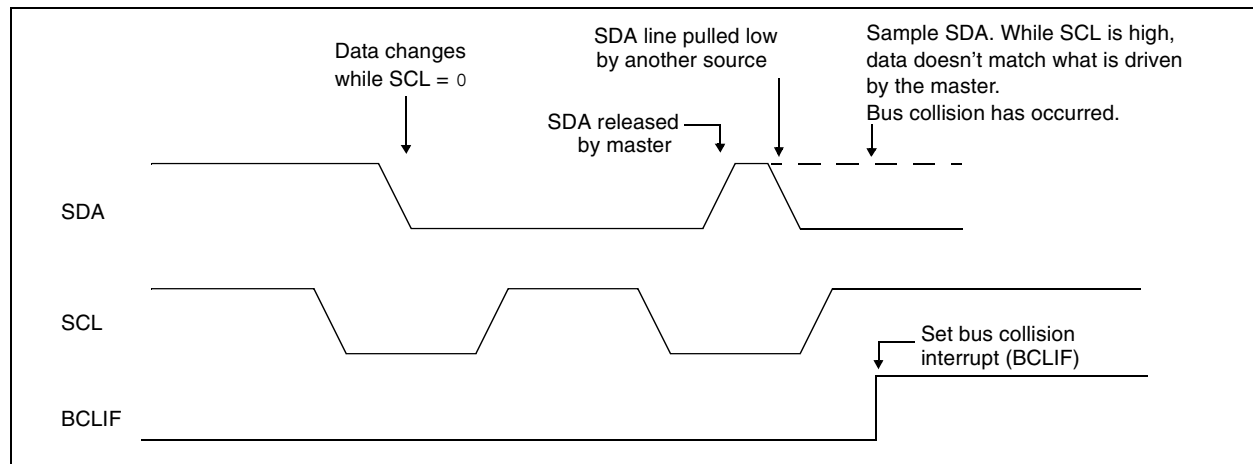 Data changes
while SCL = 0
SDA line pulled low
by another source
SDA released
by master
Sample SDA. While SCL is high,
data doesn’t match what is driven
by the master.
Bus collision has occurred.
SDA
SCL
Set bus collision
interrupt (BCLIF)
BCLIF